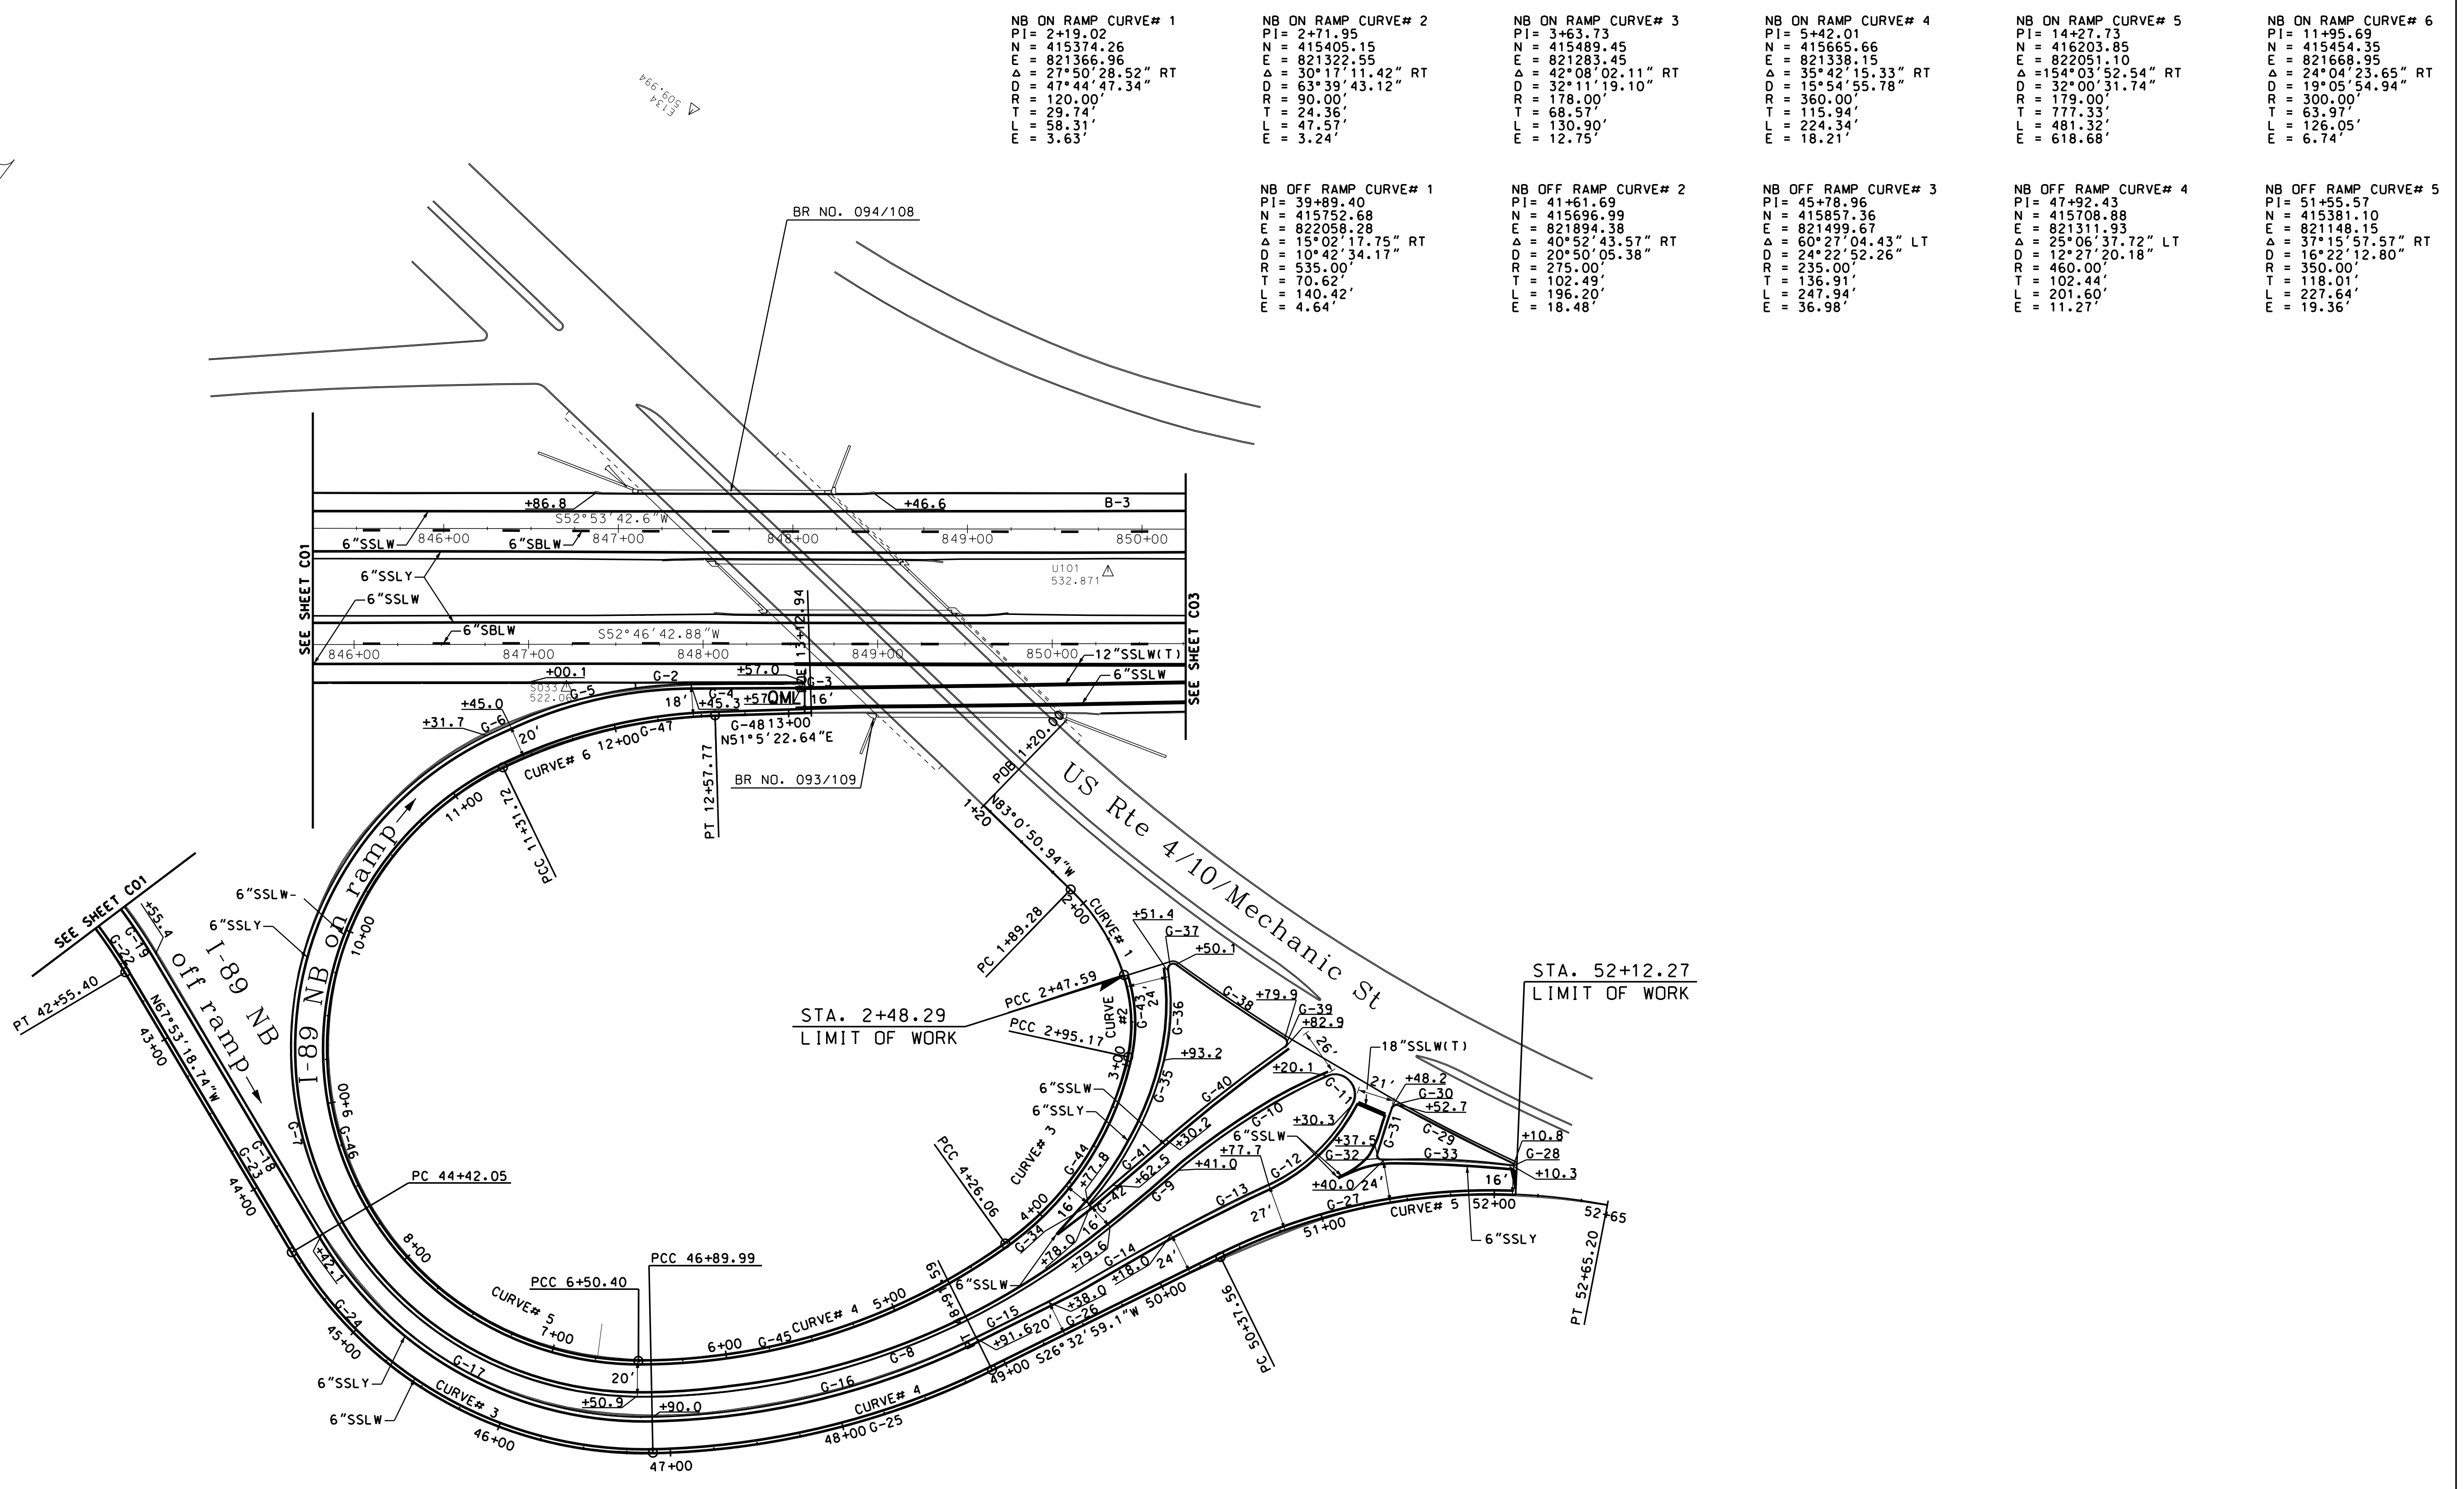 NB ON RAMP CURVE# 1
PI= 2+19.02
N = 415374.26
E = 821366.96
Δ = 27°50'28.52" RT
D = 47°44'47.34"
R = 120.00'
T = 29.74'
L = 58.31'
E = 3.63'
NB ON RAMP CURVE# 2
PI= 2+71.95
N = 415405.15
E = 821322.55
Δ = 30°17'11.42" RT
D = 63°39'43.12"
R = 90.00'
T = 24.36'
L = 47.57'
E = 3.24'
NB ON RAMP CURVE# 3
PI= 3+63.73
N = 415489.45
E = 821283.45
Δ = 42°08'02.11" RT
D = 32°11'19.10"
R = 178.00'
T = 68.57'
L = 130.90'
E = 12.75'
NB ON RAMP CURVE# 4
PI= 5+42.01
N = 415665.66
E = 821338.15
Δ = 35°42'15.33" RT
D = 15°54'55.78"
R = 360.00'
T = 115.94'
L = 224.34'
E = 18.21'
NB ON RAMP CURVE# 5
PI= 14+27.73
N = 416203.85
E = 822051.10
Δ =154°03'52.54" RT
D = 32°00'31.74"
R = 179.00'
T = 777.33'
L = 481.32'
E = 618.68'
NB ON RAMP CURVE# 6
PI= 11+95.69
N = 415454.35
E = 821668.95
Δ = 24°04'23.65" RT
D = 19°05'54.94"
R = 300.00'
T = 63.97'
L = 126.05'
E = 6.74'
NB OFF RAMP CURVE# 1
PI= 39+89.40
N = 415752.68
E = 822058.28
Δ = 15°02'17.75" RT
D = 10°42'34.17"
R = 535.00'
T = 70.62'
L = 140.42'
E = 4.64'
NB OFF RAMP CURVE# 2
PI= 41+61.69
N = 415696.99
E = 821894.38
Δ = 40°52'43.57" RT
D = 20°50'05.38"
R = 275.00'
T = 102.49'
L = 196.20'
E = 18.48'
NB OFF RAMP CURVE# 3
PI= 45+78.96
N = 415857.36
E = 821499.67
Δ = 60°27'04.43" LT
D = 24°22'52.26"
R = 235.00'
T = 136.91'
L = 247.94'
E = 36.98'
NB OFF RAMP CURVE# 4
PI= 47+92.43
N = 415708.88
E = 821311.93
Δ = 25°06'37.72" LT
D = 12°27'20.18"
R = 460.00'
T = 102.44'
L = 201.60'
E = 11.27'
NB OFF RAMP CURVE# 5
PI= 51+55.57
N = 415381.10
E = 821148.15
Δ = 37°15'57.57" RT
D = 16°22'12.80"
R = 350.00'
T = 118.01'
L = 227.64'
E = 19.36'
E134
509.994
BR NO. 094/108
+86.8
+46.6
B-3
S52°53'42.6"W
846+00
847+00
848+00
849+00
850+00
6"SSLW
6"SBLW
6"SSLY
U101
532.871
6"SSLW
6"SBLW
S52°46'42.88"W
SEE SHEET C01
SEE SHEET C03
846+00
847+00
848+00
849+00
850+00
12"SSLW(T)
6"SSLW
+00.1
G-2
+57.0
G-3
S033
522.06
G-5
G-4
18'
+45.3
QML
16'
+45.0
+31.7
G-6
20'
12+00
G-47
G-48
13+00
N51°5'22.64"E
CURVE# 6
PT 12+57.77
BR NO. 093/109
11+00
PCC 11+31.72
POB 1+20.00
1+20
N83°0'50.94"W
US Rte 4/10/Mechanic St
2+00
CURVE# 1
PC 1+89.28
SEE SHEET C01
+55.4
G-19
G-22
PT 42+55.40
I-89 NB
off ramp
6"SSLW
6"SSLY
I-89 NB on ramp
10+00
N67°53'18.74"W
43+00
9+00
G-46
G-7
G-18
G-23
44+00
PC 44+42.05
+42.1
8+00
G-24
45+00
+51.4
G-37
+50.1
PCC 2+47.59
STA. 2+48.29
LIMIT OF WORK
24'
G-43
G-36
CURVE
#2
PCC 2+95.17
G-38
+79.9
G-39
+82.9
STA. 52+12.27
LIMIT OF WORK
3+00
+93.2
G-35
26'
18"SSLW(T)
6"SSLW
6"SSLY
G-40
+20.1
G-11
21'
+48.2
G-30
+52.7
G-10
+30.3
+30.2
6"SSLW
+37.5
G-31
G-29
+10.8
G-28
+10.3
G-32
G-33
16'
CURVE# 3
G-44
G-41
+77.8
+62.5
+41.0
+77.7
G-12
+40.0
24'
G-27
CURVE# 5
52+00
52+65
PCC 4+26.06
4+00
16'
G-42
G-9
G-13
27'
51+00
6"SSLY
PT 52+65.20
G-34
+78.0
16'
+79.6
G-14
+18.0
24'
6"SSLW
+38.0
G-15
+91.6
20'
G-26
50+00
S26°32'59.1"W
49+00
PC 50+37.56
PCC 46+89.99
PCC 6+50.40
CURVE# 5
7+00
CURVE# 4
5+00
6+00
G-45
G-8
G-16
G-17
6"SSLY
6"SSLW
CURVE# 3
20'
+50.9
+90.0
46+00
47+00
CURVE# 4
48+00
G-25